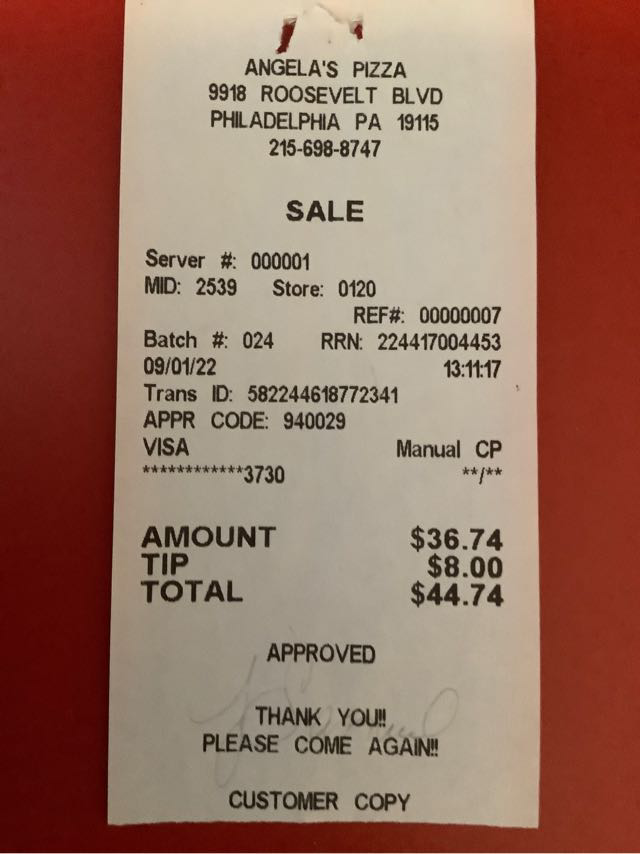 ANGELA'S PIZZA
9918 ROOSEVELT BLVD
PHILADELPHIA PA 19115
215-698-8747
SALE
Server #: 000001
MID: 2539 Store: 0120
REF#: 00000007
Batch #: 024 RRN: 224417004453
09/01/22 13:11:17
Trans ID: 582244618772341
APPR CODE: 940029
VISA Manual CP
************3730 **/**
AMOUNT $36.74
TIP $8.00
TOTAL $44.74
APPROVED
THANK YOU!!
PLEASE COME AGAIN!!
CUSTOMER COPY